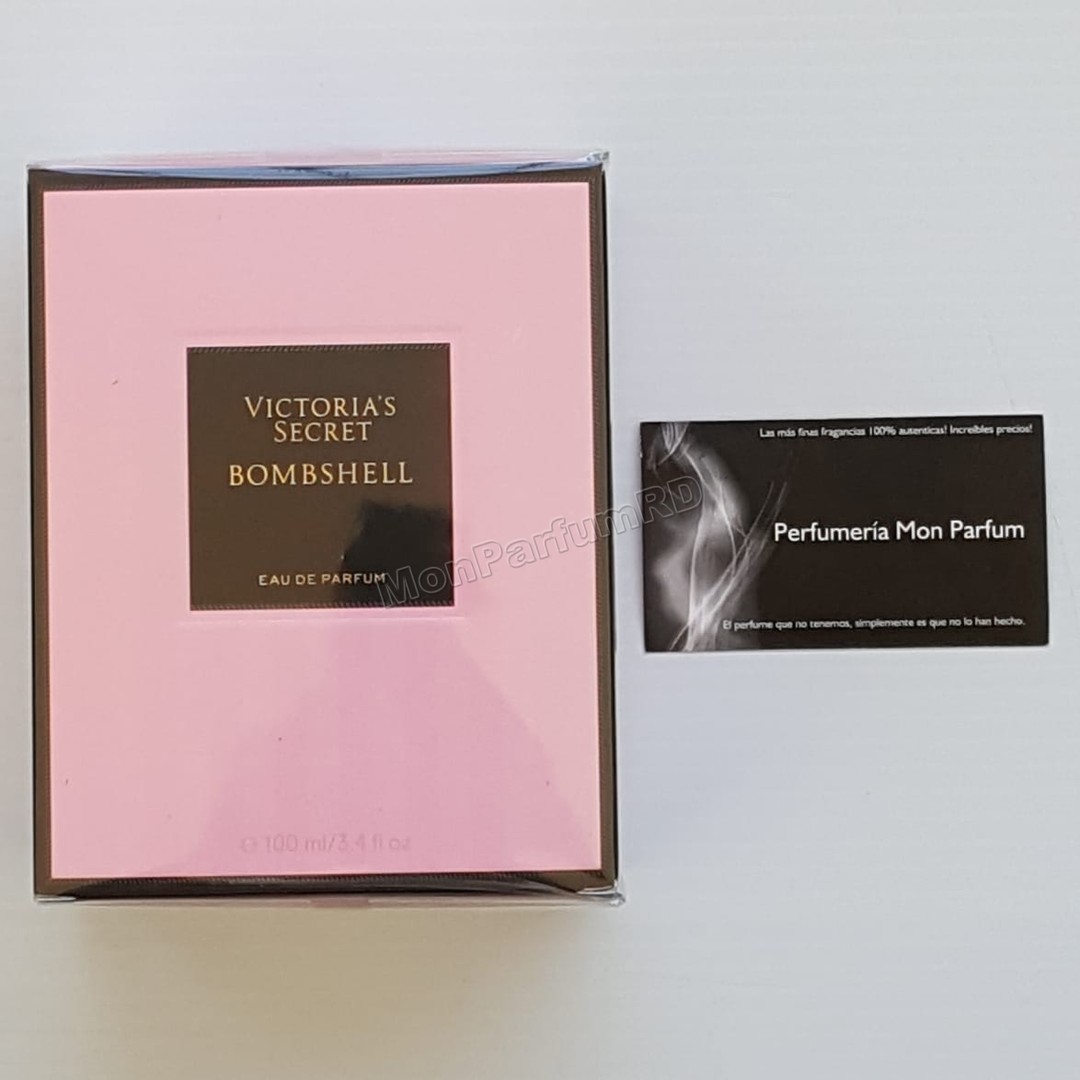 VICTORIA'S
SECRET
BOMBSHELL
EAU DE PARFUM
℮ 100 ml/3.4 fl oz
MonParfumRD
Las más finas fragancias 100% autenticas! Increíbles precios!
Perfumería Mon Parfum
El perfume que no tenemos, simplemente es que no lo han hecho.